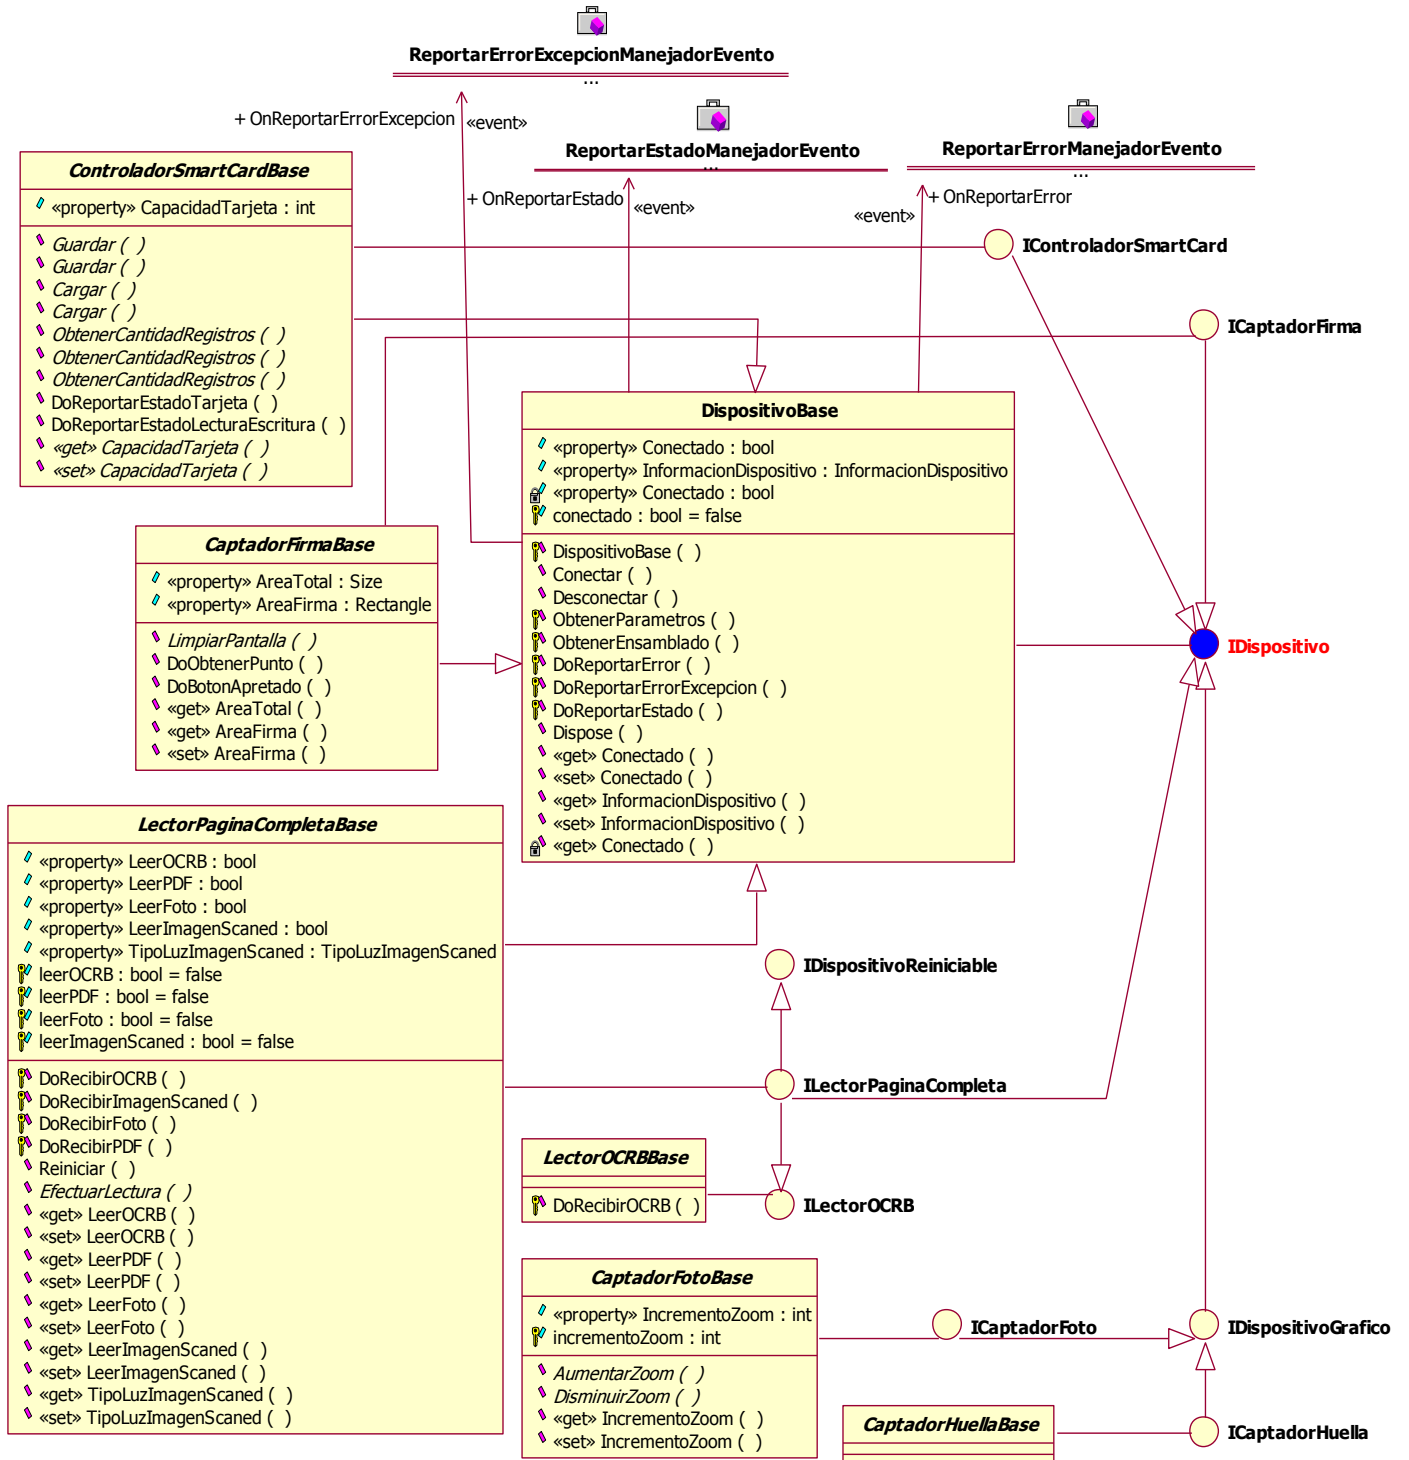 ReportarErrorExcepcionManejadorEvento
...
+ OnReportarErrorExcepcion
«event»
ReportarEstadoManejadorEvento
...
+ OnReportarEstado
«event»
ReportarErrorManejadorEvento
...
+ OnReportarError
«event»
ControladorSmartCardBase
«property» CapacidadTarjeta : int
Guardar ( )
Guardar ( )
Cargar ( )
Cargar ( )
ObtenerCantidadRegistros ( )
ObtenerCantidadRegistros ( )
ObtenerCantidadRegistros ( )
DoReportarEstadoTarjeta ( )
DoReportarEstadoLecturaEscritura ( )
«get» CapacidadTarjeta ( )
«set» CapacidadTarjeta ( )
IControladorSmartCard
ICaptadorFirma
DispositivoBase
«property» Conectado : bool
«property» InformacionDispositivo : InformacionDispositivo
«property» Conectado : bool
conectado : bool = false
DispositivoBase ( )
Conectar ( )
Desconectar ( )
ObtenerParametros ( )
ObtenerEnsamblado ( )
DoReportarError ( )
DoReportarErrorExcepcion ( )
DoReportarEstado ( )
Dispose ( )
«get» Conectado ( )
«set» Conectado ( )
«get» InformacionDispositivo ( )
«set» InformacionDispositivo ( )
«get» Conectado ( )
CaptadorFirmaBase
«property» AreaTotal : Size
«property» AreaFirma : Rectangle
LimpiarPantalla ( )
DoObtenerPunto ( )
DoBotonApretado ( )
«get» AreaTotal ( )
«get» AreaFirma ( )
«set» AreaFirma ( )
IDispositivo
LectorPaginaCompletaBase
«property» LeerOCRB : bool
«property» LeerPDF : bool
«property» LeerFoto : bool
«property» LeerImagenScaned : bool
«property» TipoLuzImagenScaned : TipoLuzImagenScaned
leerOCRB : bool = false
leerPDF : bool = false
leerFoto : bool = false
leerImagenScaned : bool = false
DoRecibirOCRB ( )
DoRecibirImagenScaned ( )
DoRecibirFoto ( )
DoRecibirPDF ( )
Reiniciar ( )
EfectuarLectura ( )
«get» LeerOCRB ( )
«set» LeerOCRB ( )
«get» LeerPDF ( )
«set» LeerPDF ( )
«get» LeerFoto ( )
«set» LeerFoto ( )
«get» LeerImagenScaned ( )
«set» LeerImagenScaned ( )
«get» TipoLuzImagenScaned ( )
«set» TipoLuzImagenScaned ( )
IDispositivoReiniciable
ILectorPaginaCompleta
LectorOCRBBase
DoRecibirOCRB ( )
ILectorOCRB
CaptadorFotoBase
«property» IncrementoZoom : int
incrementoZoom : int
AumentarZoom ( )
DisminuirZoom ( )
«get» IncrementoZoom ( )
«set» IncrementoZoom ( )
ICaptadorFoto
IDispositivoGrafico
CaptadorHuellaBase
ICaptadorHuella